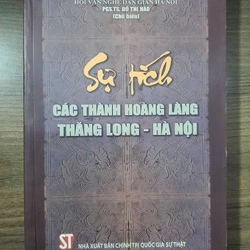 HỘI VĂN NGHỆ DÂN GIAN HÀ NỘI
PGS.TS. ĐỖ THỊ HẢO
(Chủ biên)
Sự tích
CÁC THÀNH HOÀNG LÀNG
THĂNG LONG - HÀ NỘI
ST
NHÀ XUẤT BẢN CHÍNH TRỊ QUỐC GIA SỰ THẬT